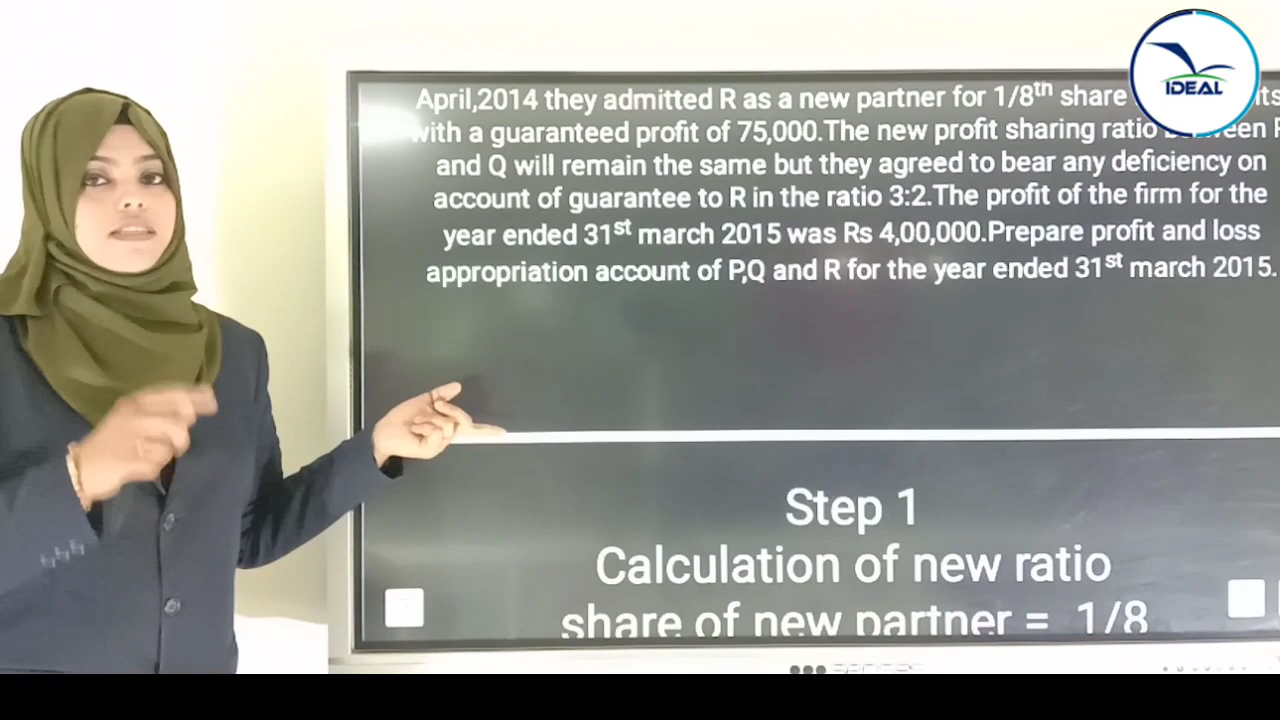 IDEAL
April,2014 they admitted R as a new partner for 1/8th share
with a guaranteed profit of 75,000.The new profit sharing ratio
and Q will remain the same but they agreed to bear any deficiency on
account of guarantee to R in the ratio 3:2.The profit of the firm for the
year ended 31st march 2015 was Rs 4,00,000.Prepare profit and loss
appropriation account of P,Q and R for the year ended 31st march 2015.
Step 1
Calculation of new ratio
share of new partner = 1/8